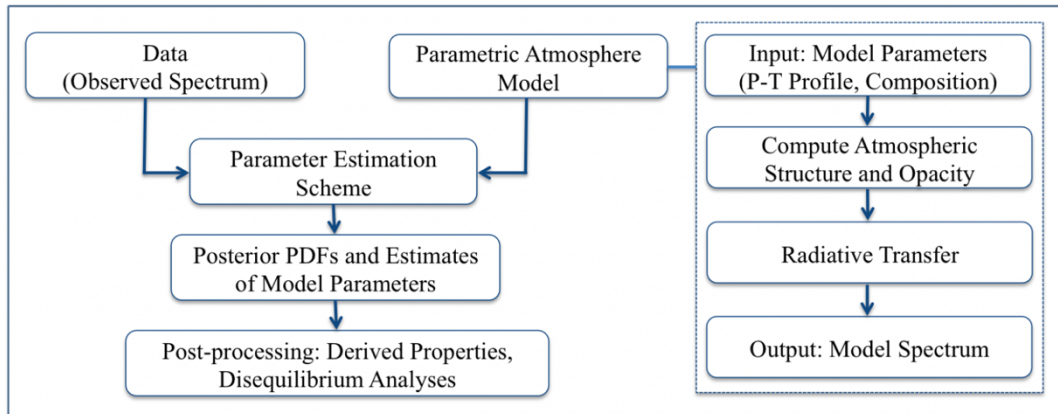 Data
(Observed Spectrum)
Parametric Atmosphere
Model
Parameter Estimation
Scheme
Posterior PDFs and Estimates
of Model Parameters
Post-processing: Derived Properties,
Disequilibrium Analyses
Input: Model Parameters
(P-T Profile, Composition)
Compute Atmospheric
Structure and Opacity
Radiative Transfer
Output: Model Spectrum